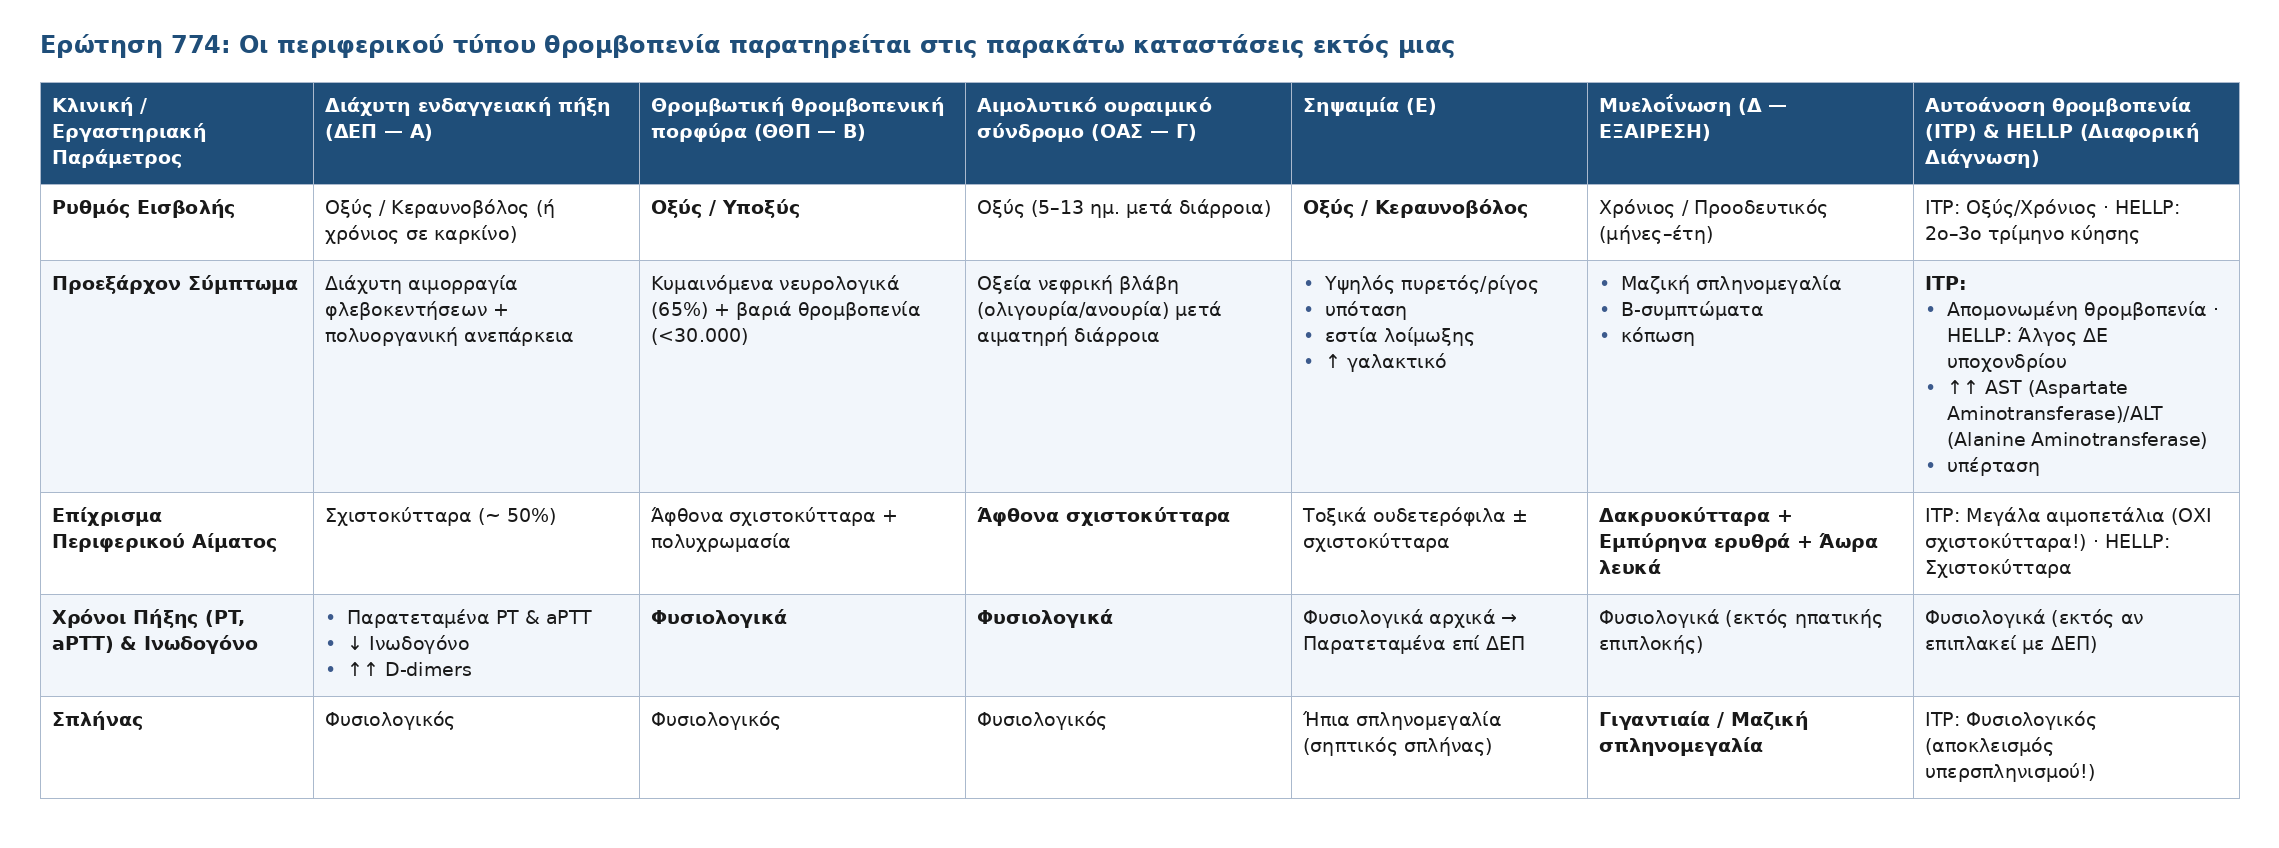 Ερώτηση 774: Οι περιφερικού τύπου θρομβοπενία παρατηρείται στις παρακάτω καταστάσεις εκτός μιας
Κλινική /
Εργαστηριακή
Παράμετρος
Διάχυτη ενδαγγειακή πήξη
(ΔΕΠ — Α)
Θρομβωτική θρομβοπενική
πορφύρα (ΘΘΠ — Β)
Αιμολυτικό ουραιμικό
σύνδρομο (ΟΑΣ — Γ)
Σηψαιμία (Ε)
Μυελοΐνωση (Δ —
ΕΞΑΙΡΕΣΗ)
Αυτοάνοση θρομβοπενία
(ITP) & HELLP (Διαφορική
Διάγνωση)
Ρυθμός Εισβολής
Οξύς / Κεραυνοβόλος (ή
χρόνιος σε καρκίνο)
Οξύς / Υποξύς
Οξύς (5–13 ημ. μετά διάρροια)
Οξύς / Κεραυνοβόλος
Χρόνιος / Προοδευτικός
(μήνες–έτη)
ITP: Οξύς/Χρόνιος · HELLP:
2ο–3ο τρίμηνο κύησης
Προεξάρχον Σύμπτωμα
Διάχυτη αιμορραγία
φλεβοκεντήσεων +
πολυοργανική ανεπάρκεια
Κυμαινόμενα νευρολογικά
(65%) + βαριά θρομβοπενία
(<30.000)
Οξεία νεφρική βλάβη
(ολιγουρία/ανουρία) μετά
αιματηρή διάρροια
• Υψηλός πυρετός/ρίγος
• υπόταση
• εστία λοίμωξης
• ↑ γαλακτικό
• Μαζική σπληνομεγαλία
• Β-συμπτώματα
• κόπωση
ITP:
• Απομονωμένη θρομβοπενία ·
HELLP: Άλγος ΔΕ
υποχονδρίου
• ↑↑ AST (Aspartate
Aminotransferase)/ALT
(Alanine Aminotransferase)
• υπέρταση
Επίχρισμα
Περιφερικού Αίματος
Σχιστοκύτταρα (~ 50%)
Άφθονα σχιστοκύτταρα +
πολυχρωμασία
Άφθονα σχιστοκύτταρα
Τοξικά ουδετερόφιλα ±
σχιστοκύτταρα
Δακρυοκύτταρα +
Εμπύρηνα ερυθρά + Άωρα
λευκά
ITP: Μεγάλα αιμοπετάλια (ΟΧΙ
σχιστοκύτταρα!) · HELLP:
Σχιστοκύτταρα
Χρόνοι Πήξης (PT,
aPTT) & Ινωδογόνο
• Παρατεταμένα PT & aPTT
• ↓ Ινωδογόνο
• ↑↑ D-dimers
Φυσιολογικά
Φυσιολογικά
Φυσιολογικά αρχικά →
Παρατεταμένα επί ΔΕΠ
Φυσιολογικά (εκτός ηπατικής
επιπλοκής)
Φυσιολογικά (εκτός αν
επιπλακεί με ΔΕΠ)
Σπλήνας
Φυσιολογικός
Φυσιολογικός
Φυσιολογικός
Ήπια σπληνομεγαλία
(σηπτικός σπλήνας)
Γιγαντιαία / Μαζική
σπληνομεγαλία
ITP: Φυσιολογικός
(αποκλεισμός
υπερσπληνισμού!)